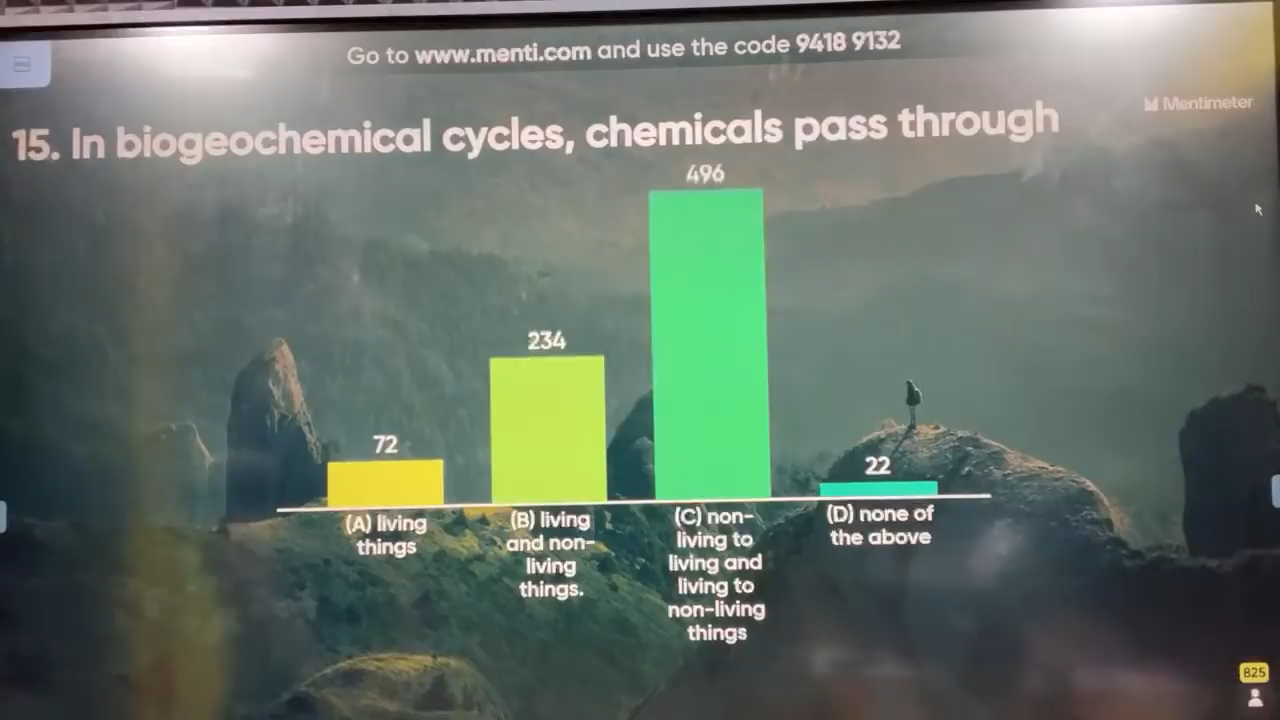 Go to www.menti.com and use the code 9418 9132
Mentimeter
15. In biogeochemical cycles, chemicals pass through
496
234
72
22
(A) living
things
(B) living
and non-
living
things.
(C) non-
living to
living and
living to
non-living
things
(D) none of
the above
825